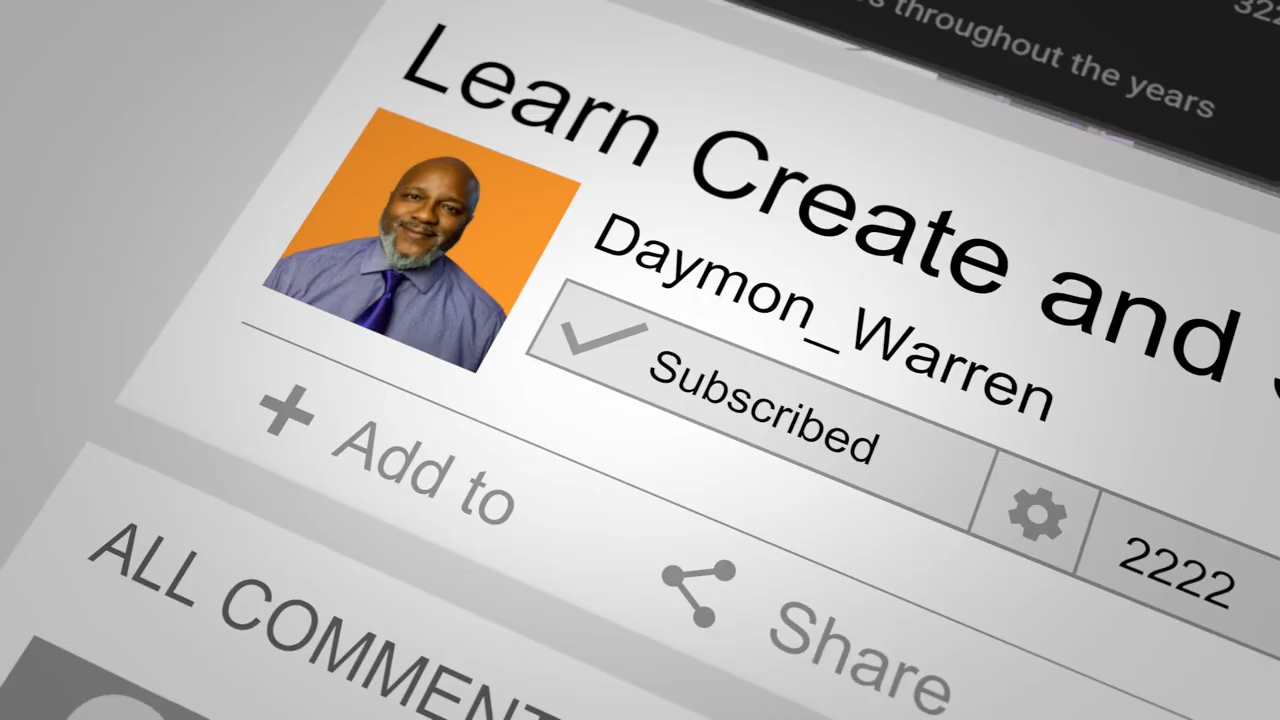 throughout the years
Learn Create and
Daymon_Warren
Subscribed
2222
Add to
Share
ALL COMMENT